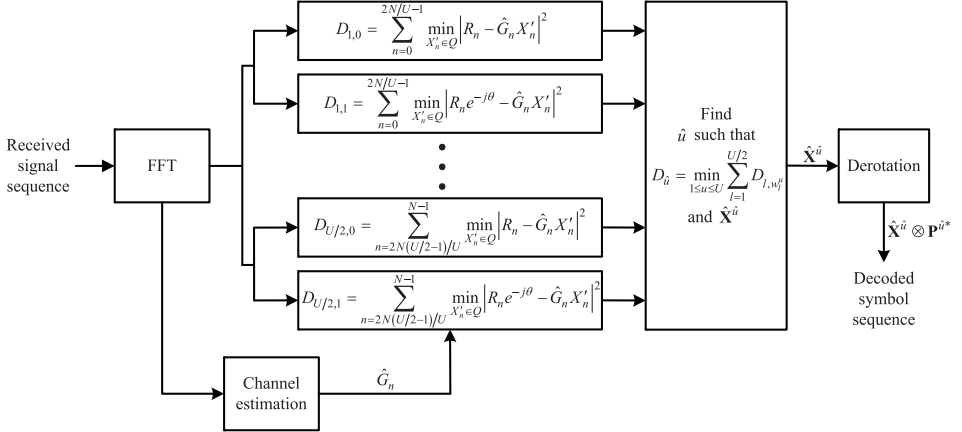 Received
signal
sequence
FFT
D_{1,0} = \sum_{n=0}^{2N/U-1} \min_{X'_n \in Q} |R_n - \hat{G}_n X'_n|^2
D_{1,1} = \sum_{n=0}^{2N/U-1} \min_{X'_n \in Q} |R_n e^{-jθ} - \hat{G}_n X'_n|^2
D_{U/2,0} = \sum_{n=2N(U/2-1)/U}^{N-1} \min_{X'_n \in Q} |R_n - \hat{G}_n X'_n|^2
D_{U/2,1} = \sum_{n=2N(U/2-1)/U}^{N-1} \min_{X'_n \in Q} |R_n e^{-jθ} - \hat{G}_n X'_n|^2
Channel
estimation
\hat{G}_n
Find
\hat{u} such that
D_{\hat{u}} = \min_{1≤u≤U} \sum_{l=1}^{U/2} D_{l,w_l^u}
and \hat{X}^{\hat{u}}
\hat{X}^{\hat{u}}
Derotation
\hat{X}^{\hat{u}} ⊗ P^{\hat{u}*}
Decoded
symbol
sequence